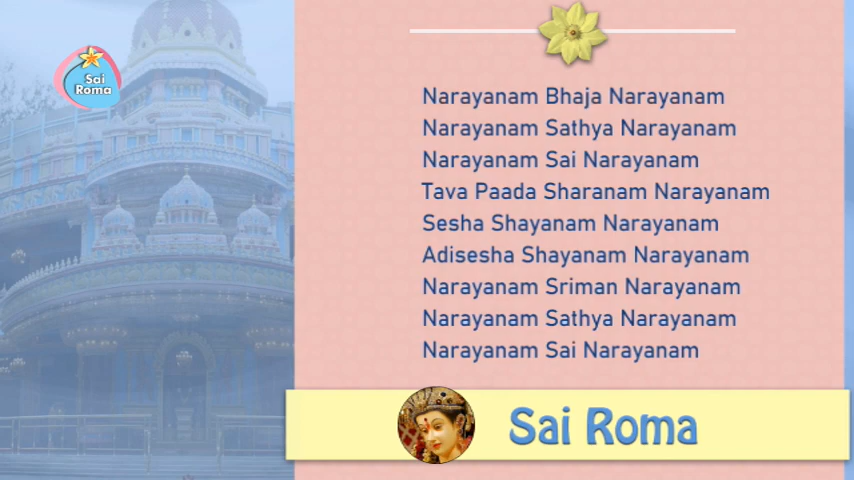 Sai
Roma
Narayanam Bhaja Narayanam
Narayanam Sathya Narayanam
Narayanam Sai Narayanam
Tava Paada Sharanam Narayanam
Sesha Shayanam Narayanam
Adisesha Shayanam Narayanam
Narayanam Sriman Narayanam
Narayanam Sathya Narayanam
Narayanam Sai Narayanam
Sai Roma